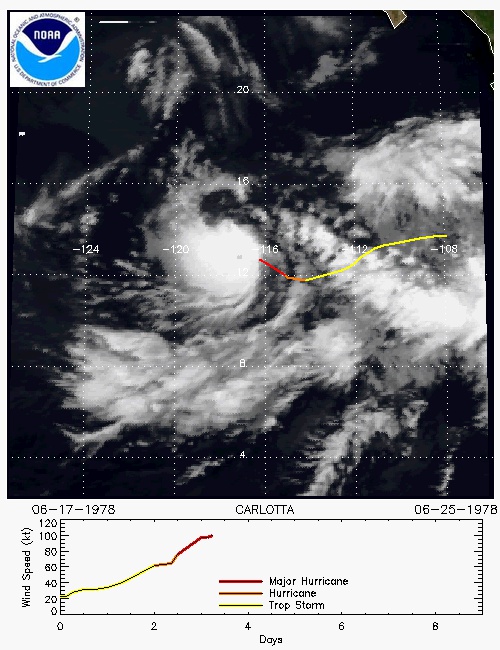 NATIONAL OCEANIC AND ATMOSPHERIC ADMINISTRATION
NOAA
U.S. DEPARTMENT OF COMMERCE
20
16
-124 -120 -116 -112 -108
12
8
4
06-17-1978 CARLOTTA 06-25-1978
Wind Speed (kt)
120
100
80
60
40
20
0
Major Hurricane
Hurricane
Trop Storm
0 2 4 6 8
Days